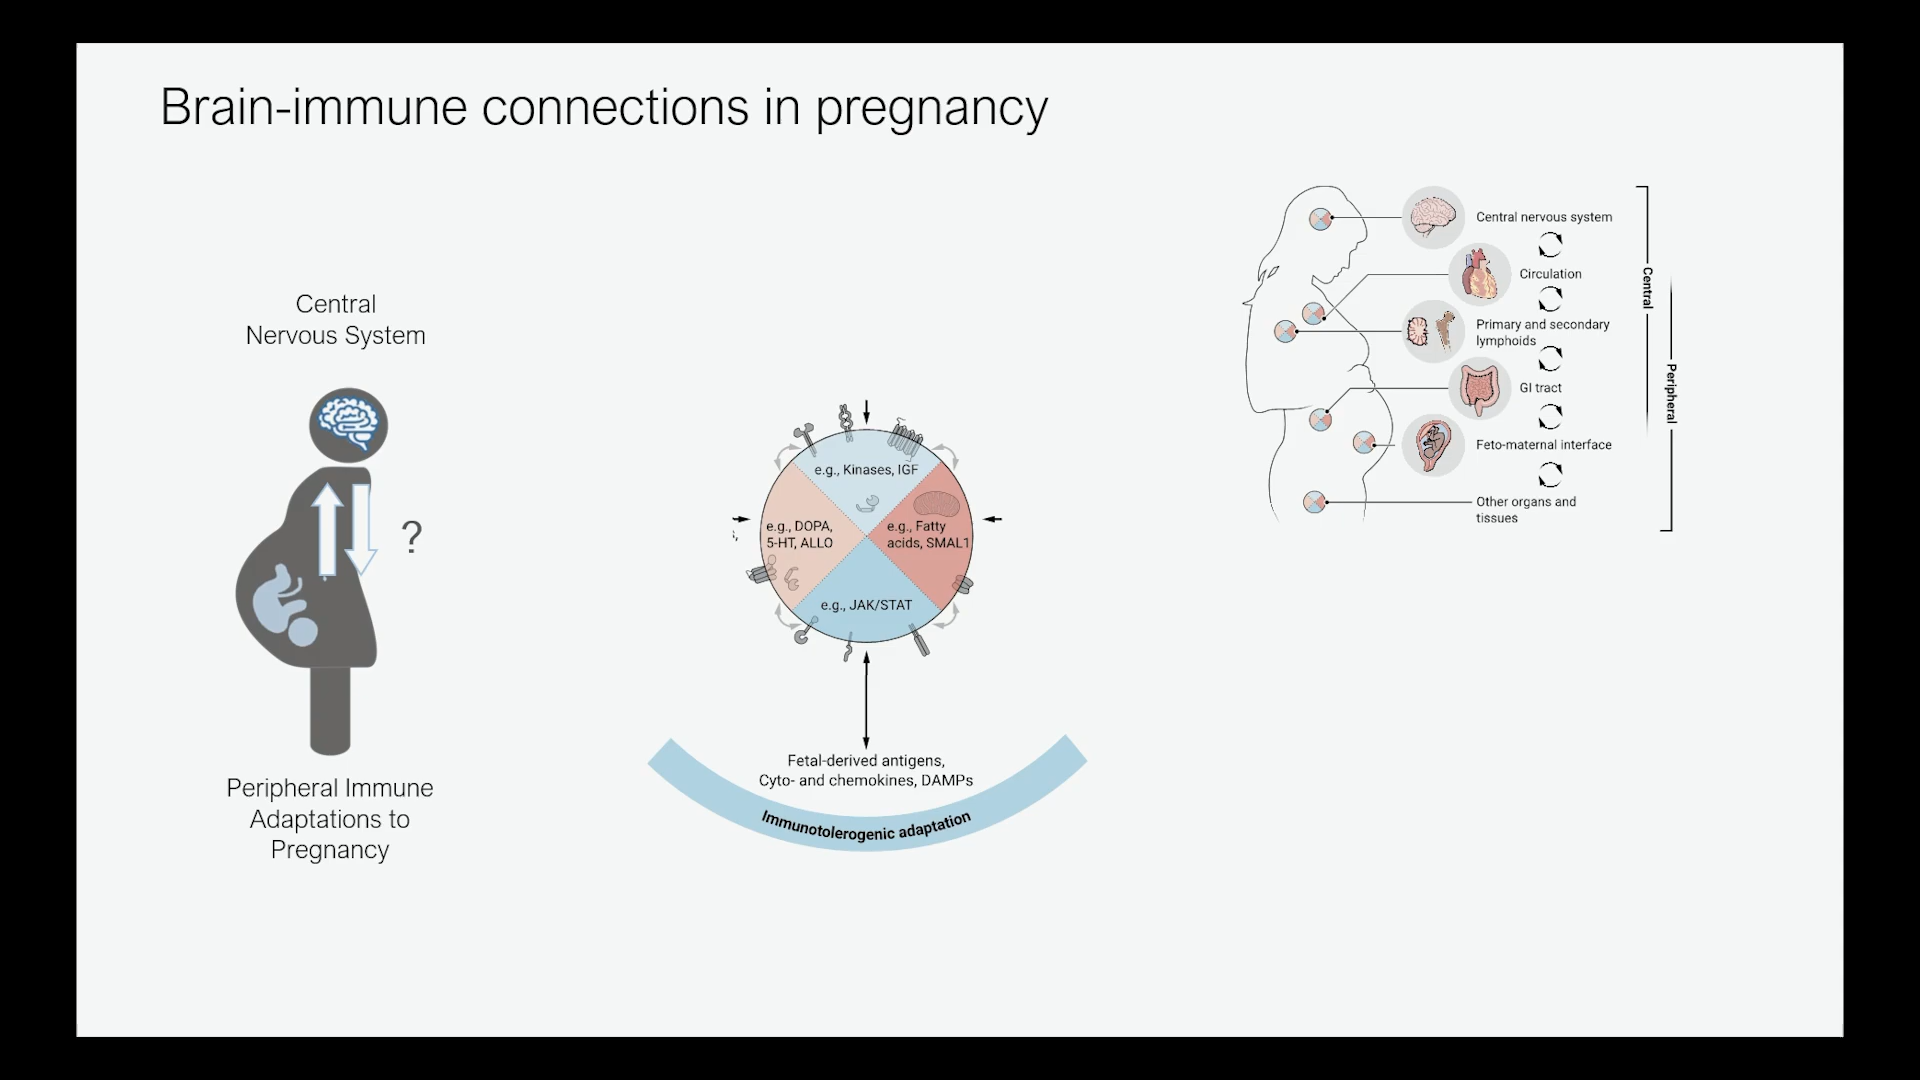 Brain-immune connections in pregnancy
Central
Nervous System
?
Peripheral Immune
Adaptations to
Pregnancy
e.g., Kinases, IGF
e.g., DOPA,
5-HT, ALLO
e.g., Fatty
acids, SMAL1
e.g., JAK/STAT
Fetal-derived antigens,
Cyto- and chemokines, DAMPs
Immunotolerogenic adaptation
Central nervous system
Circulation
Primary and secondary
lymphoids
GI tract
Feto-maternal interface
Other organs and
tissues
Central
Peripheral